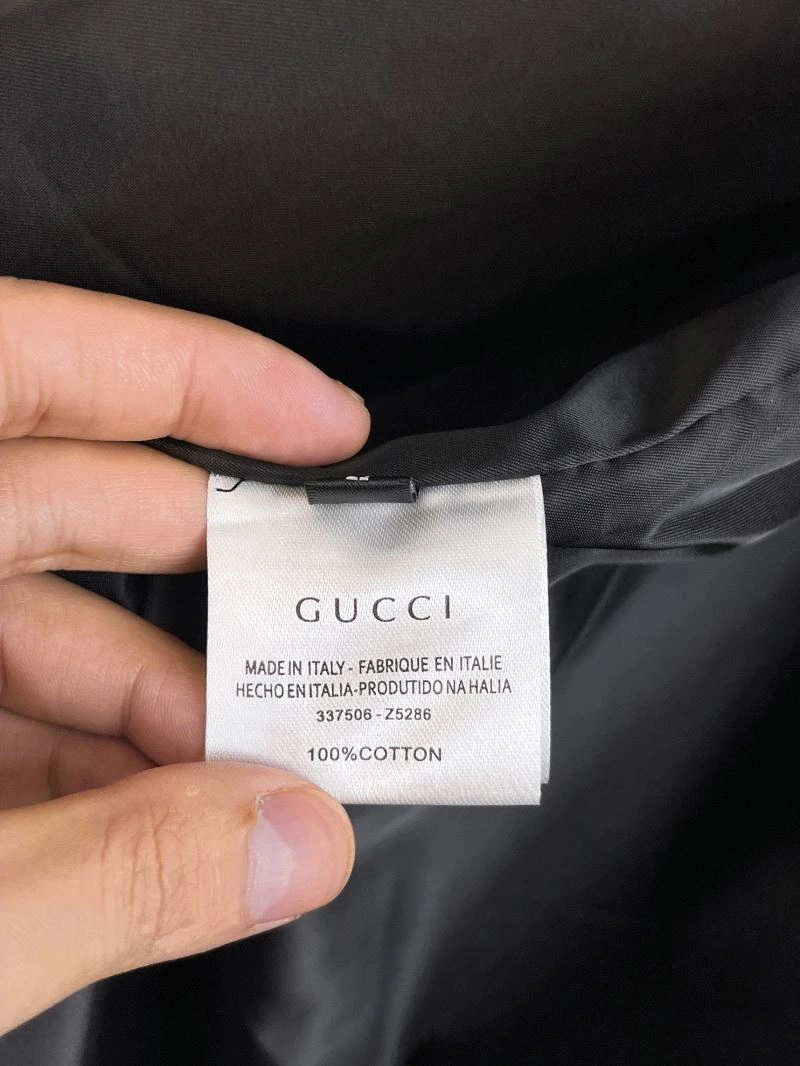 GUCCI
MADE IN ITALY - FABRIQUE EN ITALIE
HECHO EN ITALIA-PRODUTIDO NA HALIA
337506 - Z5286
100%COTTON